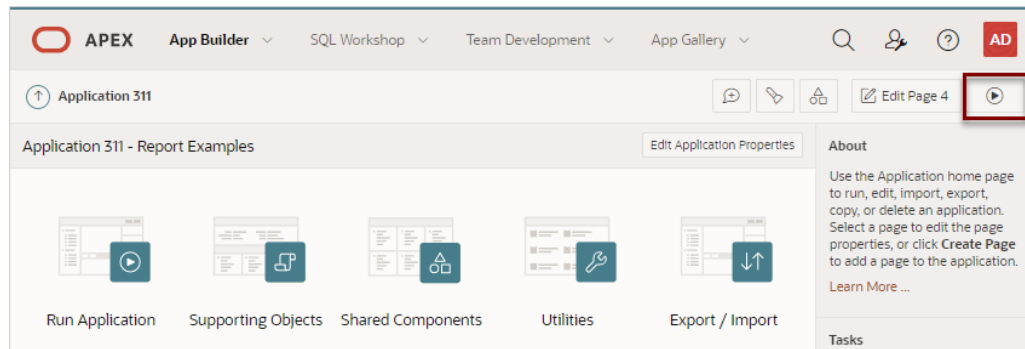 APEX App Builder SQL Workshop Team Development App Gallery AD
Application 311 Edit Page 4
Application 311 - Report Examples Edit Application Properties
About
Use the Application home page
to run, edit, import, export,
copy, or delete an application.
Select a page to edit the page
properties, or click Create Page
to add a page to the application.
Learn More ...
Run Application Supporting Objects Shared Components Utilities Export / Import
Tasks